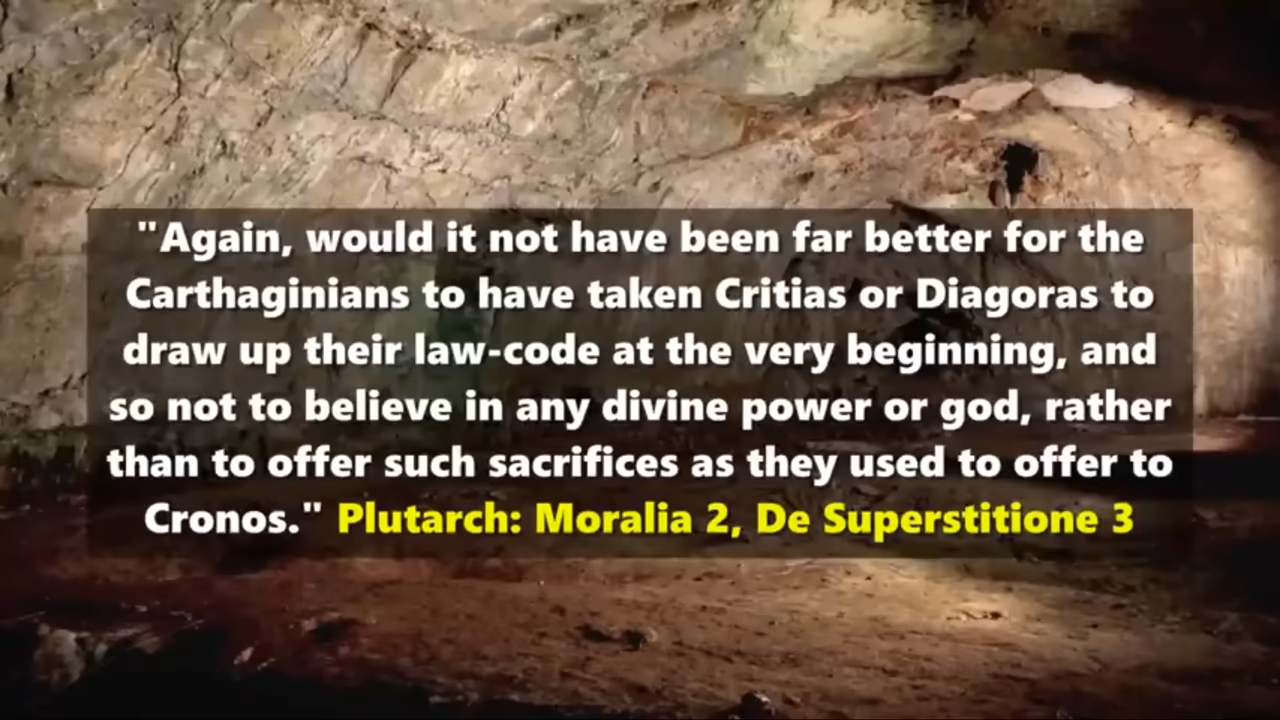 "Again, would it not have been far better for the
Carthaginians to have taken Critias or Diagoras to
draw up their law-code at the very beginning, and
so not to believe in any divine power or god, rather
than to offer such sacrifices as they used to offer to
Cronos." Plutarch: Moralia 2, De Superstitione 3